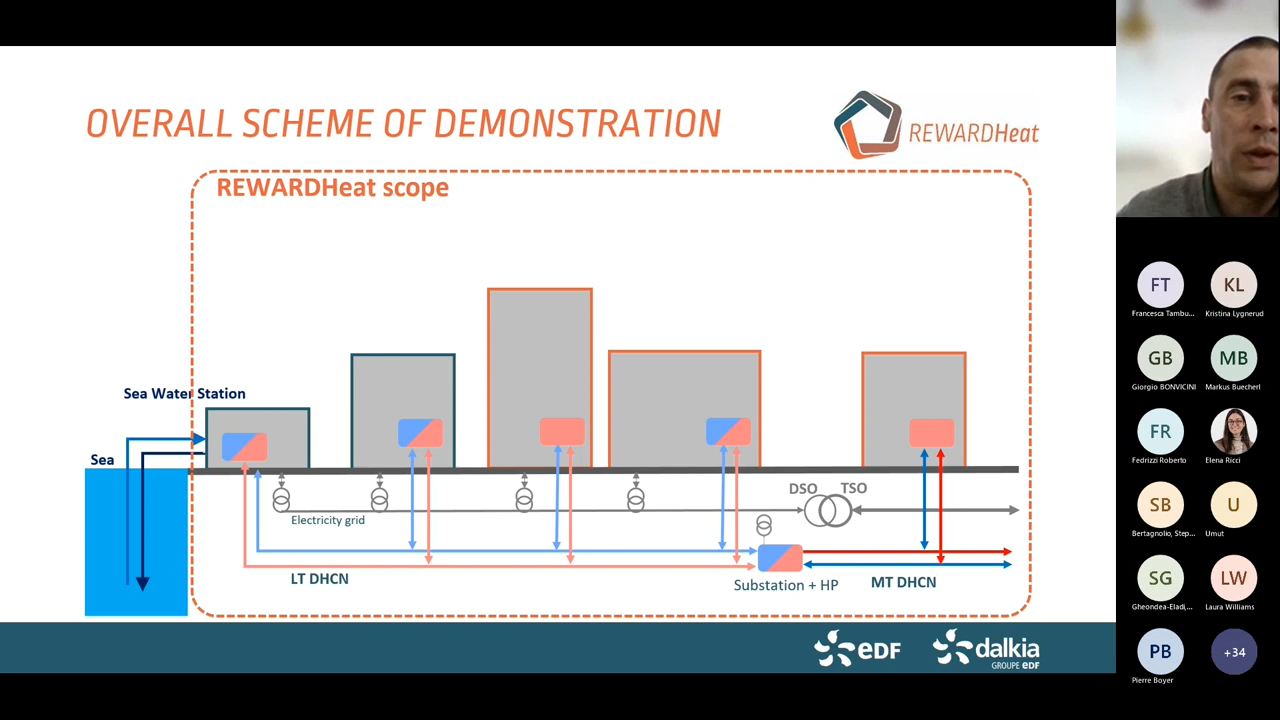 OVERALL SCHEME OF DEMONSTRATION
REWARDHeat
REWARDHeat scope
Sea Water Station
Sea
DSO
TSO
Electricity grid
LT DHCN
Substation + HP
MT DHCN
eDF
dalkia
GROUPE eDF
FT
KL
Francesca Tambu...
Kristina Lygnerud
GB
MB
Giorgio BONVICINI
Markus Buecherl
FR
Fedrizzi Roberto
Elena Ricci
SB
U
Bertagnolio, Step...
Umut
SG
LW
Gheondea-Eladi,...
Laura Williams
PB
+34
Pierre Boyer